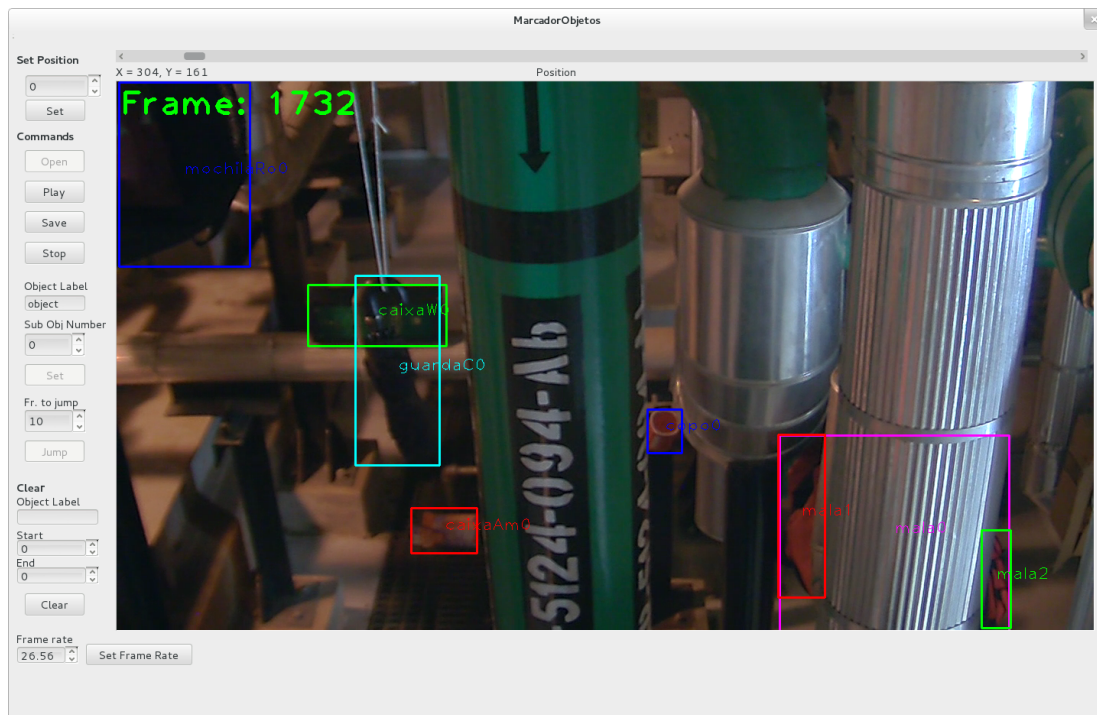 MarcadorObjetos
Set Position
X = 304, Y = 161
Position
0
Set
Commands
Open
Play
Save
Stop
Object Label
object
Sub Obj Number
0
Set
Fr. to jump
10
Jump
Clear
Object Label
Start
0
End
0
Clear
Frame rate
26.56
Set Frame Rate
Frame: 1732
mochilaRo0
caixaW0
guardaC0
copo0
caixaAm0
mala1
mala0
mala2
-5124-094-Ab